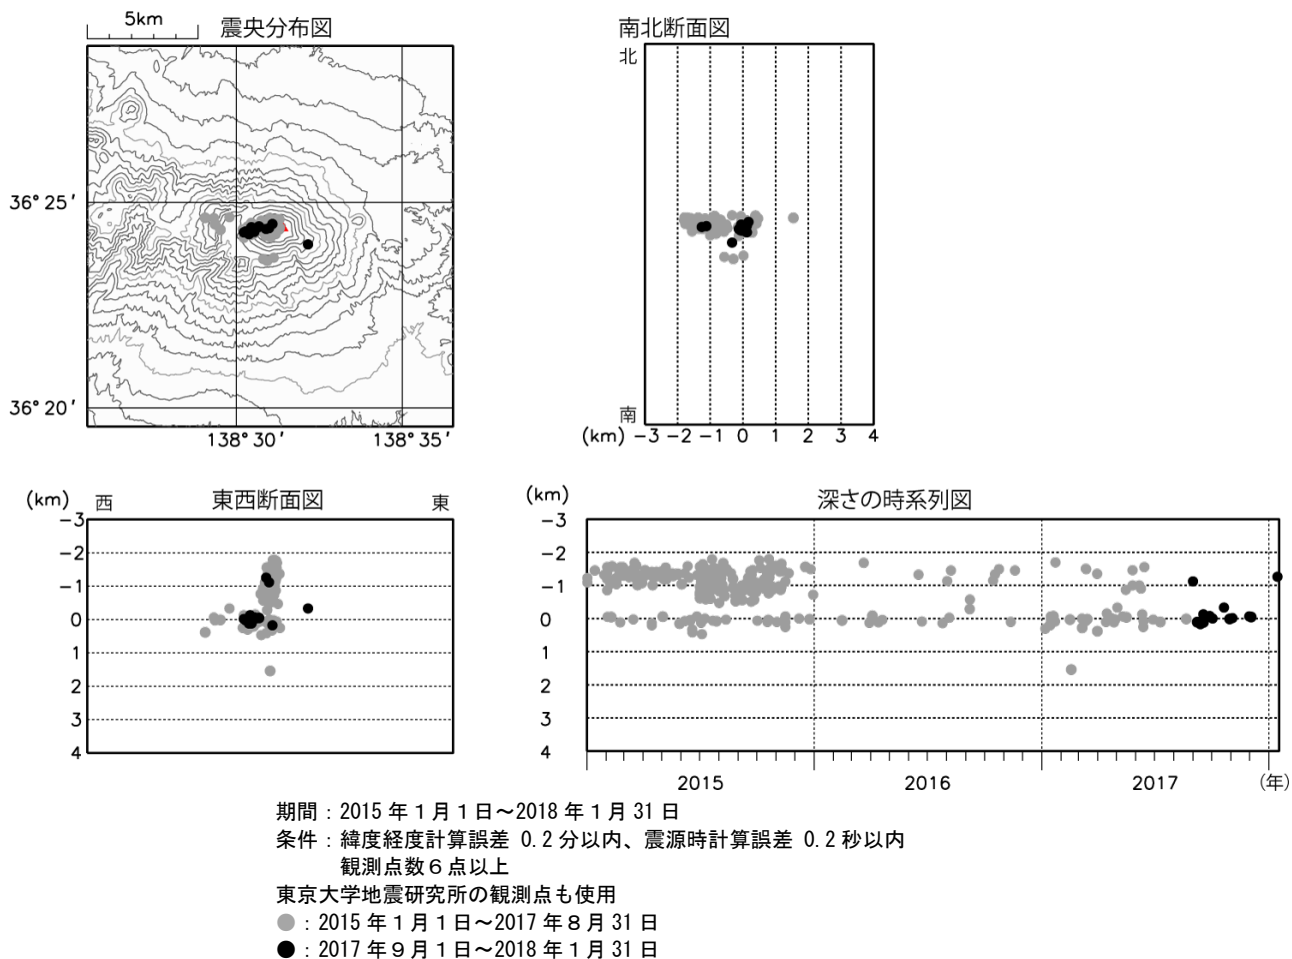 5km
震央分布図
36° 25′
36° 20′
138° 30′
138° 35′
南北断面図
北
南
(km) −3 −2 −1 0 1 2 3 4
(km) 西 東西断面図 東
−3
−2
−1
0
1
2
3
4
(km) 深さの時系列図
−3
−2
−1
0
1
2
3
4
2015 2016 2017 (年)
期間：2015 年１月１日～2018 年１月 31 日
条件：緯度経度計算誤差 0.2 分以内、震源時計算誤差 0.2 秒以内
観測点数６点以上
東京大学地震研究所の観測点も使用
●：2015 年１月１日～2017 年８月 31 日
●：2017 年９月１日～2018 年１月 31 日